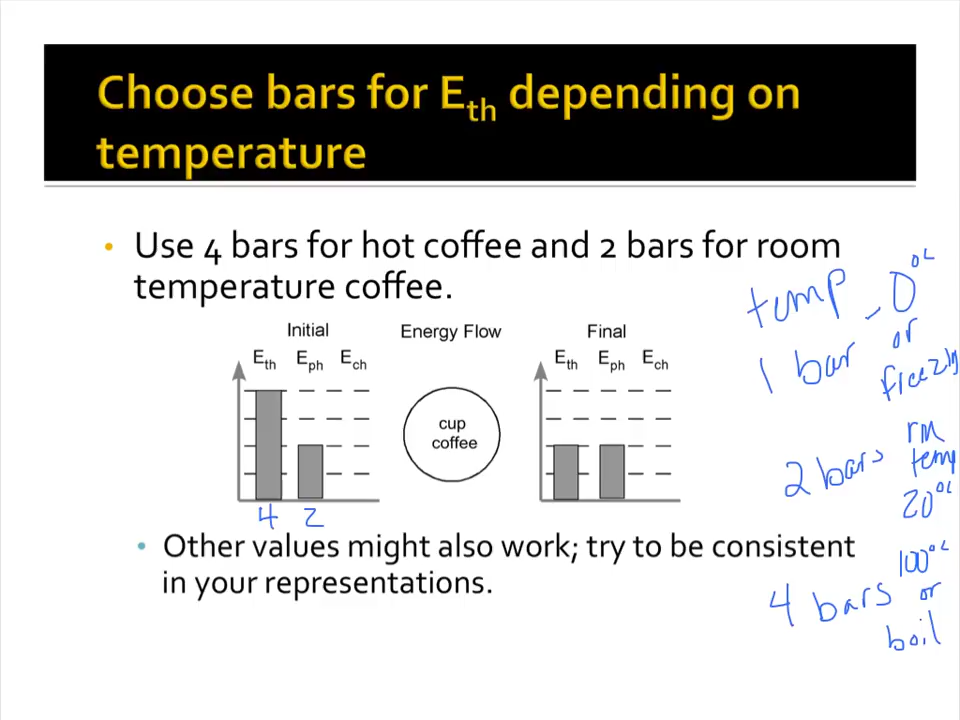 Choose bars for Eth depending on
temperature
• Use 4 bars for hot coffee and 2 bars for room
temperature coffee.
Initial Energy Flow Final
Eth Eph Ech Eth Eph Ech
cup
coffee
4 2
• Other values might also work; try to be consistent
in your representations.
temp
1 bar - 0°C
or
freezing
2 bars rm
temp
20°C
4 bars 100°C
or
boil